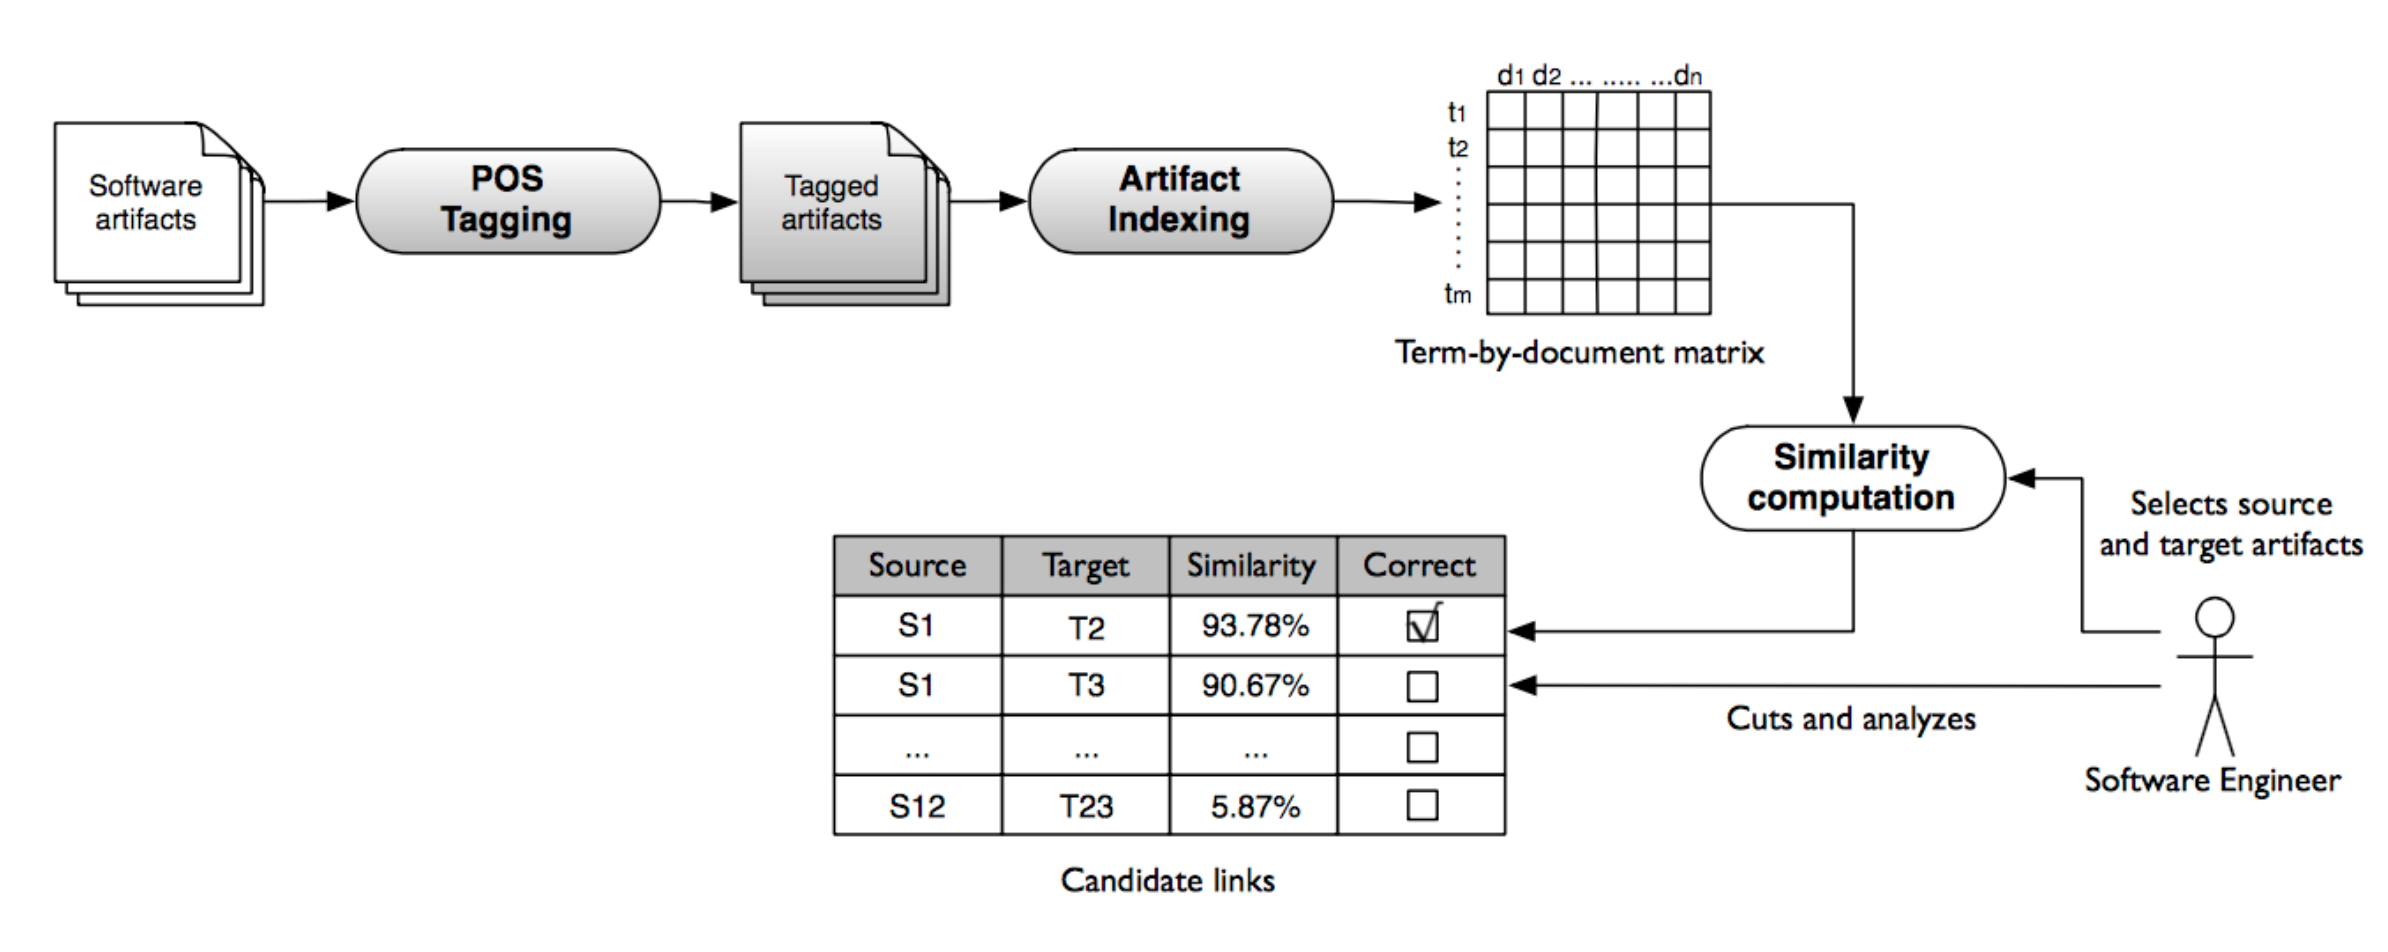 d1 d2 ... ..... ...dn
t1
t2
tm
Software
artifacts
POS
Tagging
Tagged
artifacts
Artifact
Indexing
Term-by-document matrix
Similarity
computation
Selects source
and target artifacts
Source Target Similarity Correct
S1 T2 93.78%
S1 T3 90.67%
... ... ...
S12 T23 5.87%
Cuts and analyzes
Software Engineer
Candidate links